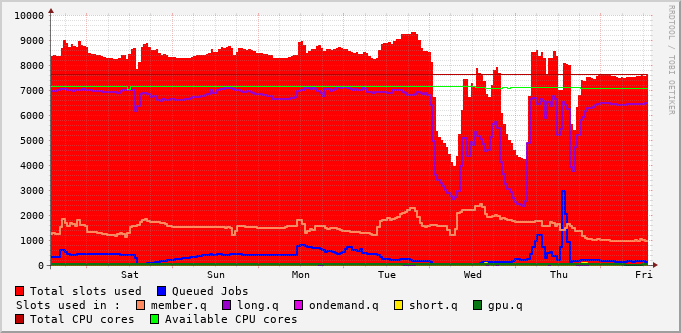 10000
9000
8000
7000
6000
5000
4000
3000
2000
1000
0
Sat Sun Mon Tue Wed Thu Fri
Total slots used Queued Jobs
Slots used in : member.q long.q ondemand.q short.q gpu.q
Total CPU cores Available CPU cores
RRDTOOL / TOBI OETIKER